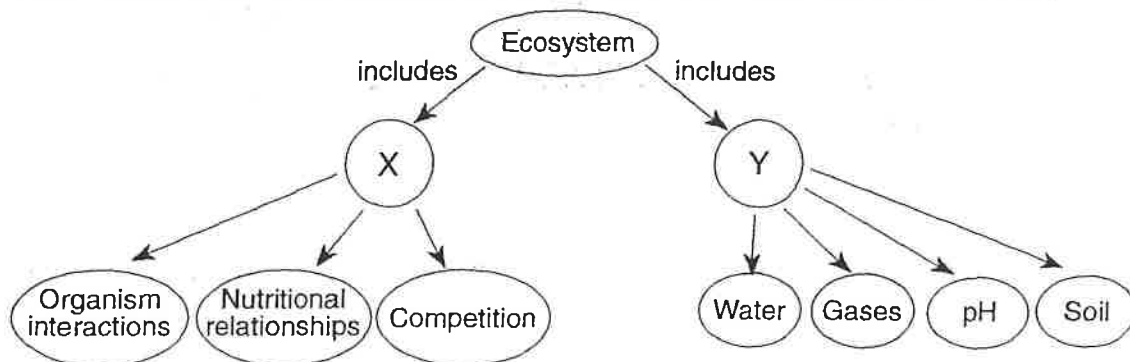 Ecosystem
includes
includes
X
Y
Organism
interactions
Nutritional
relationships
Competition
Water
Gases
pH
Soil